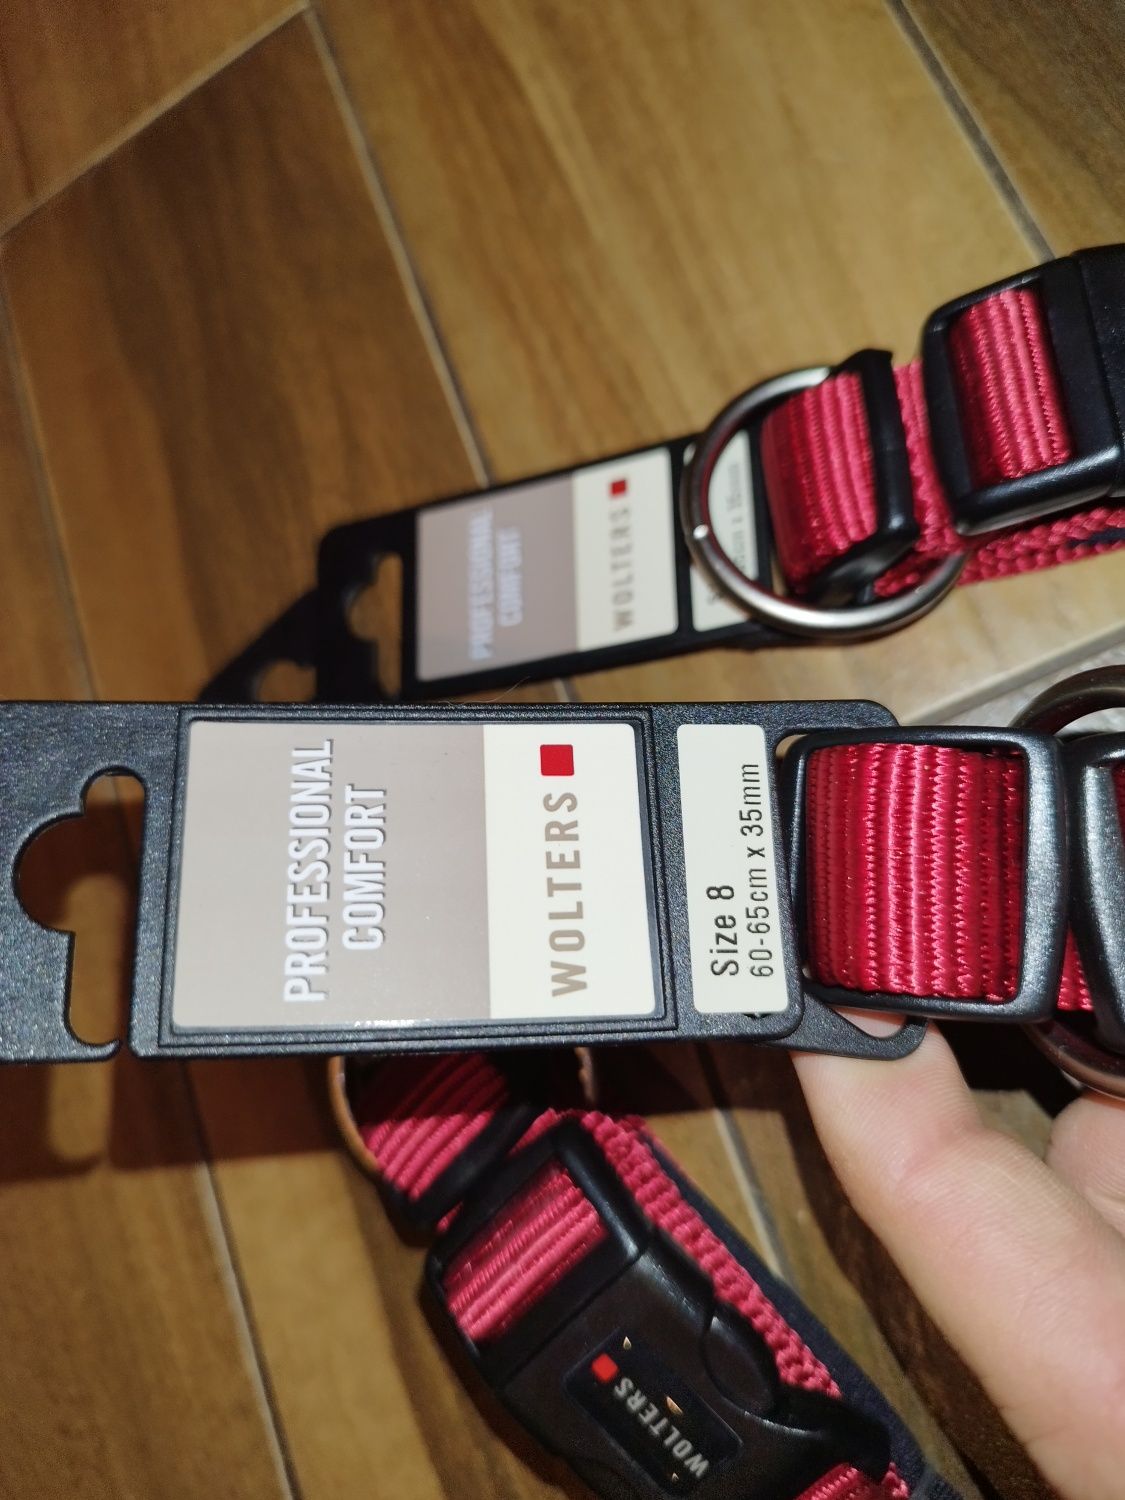 PROFESSIONAL
COMFORT
WOLTERS
PROFESSIONAL
COMFORT
WOLTERS
Size 8
60-65cm x 35mm
WOLTERS